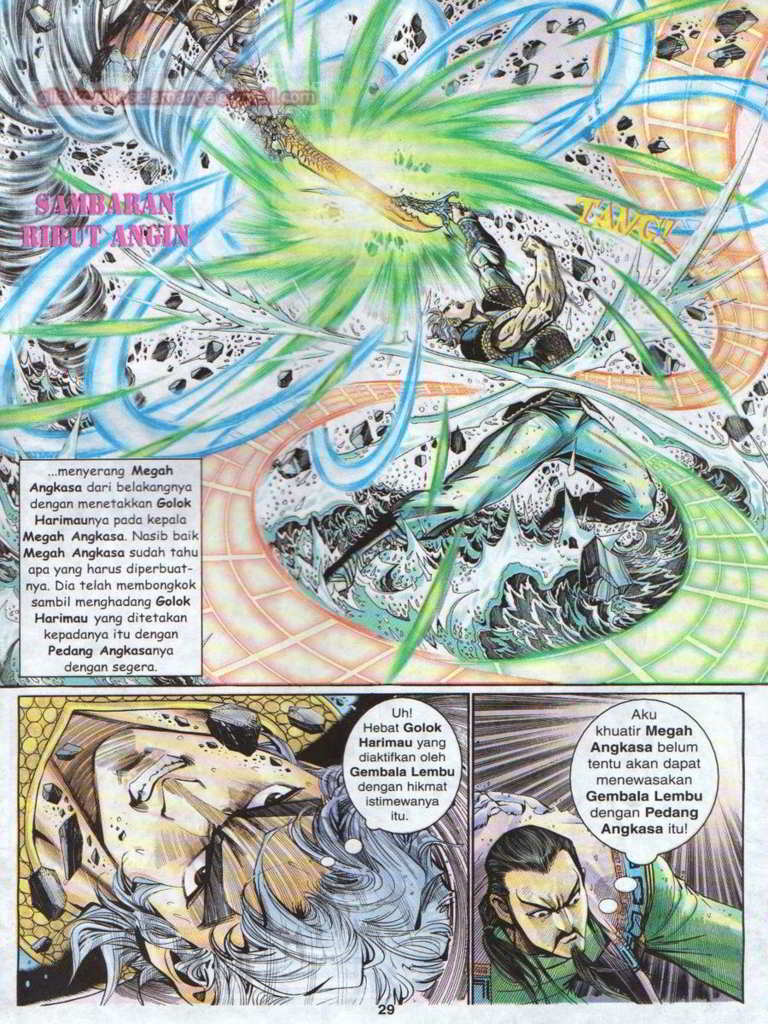 SAMBARAN
RIBUT ANGIN
TANG!
...menyerang Megah
Angkasa dari belakangnya
dengan menetakkan Golok
Harimaunya pada kepala
Megah Angkasa. Nasib baik
Megah Angkasa sudah tahu
apa yang harus diperbuat-
nya. Dia telah membongkok
sambil menghadang Golok
Harimau yang ditetakan
kepadanya itu dengan
Pedang Angkasanya
dengan segera.
Uh!
Hebat Golok
Harimau yang
diaktifkan oleh
Gembala Lembu
dengan hikmat
istimewanya
itu.
Aku
khuatir Megah
Angkasa belum
tentu akan dapat
menewasakan
Gembala Lembu
dengan Pedang
Angkasa itu!
29